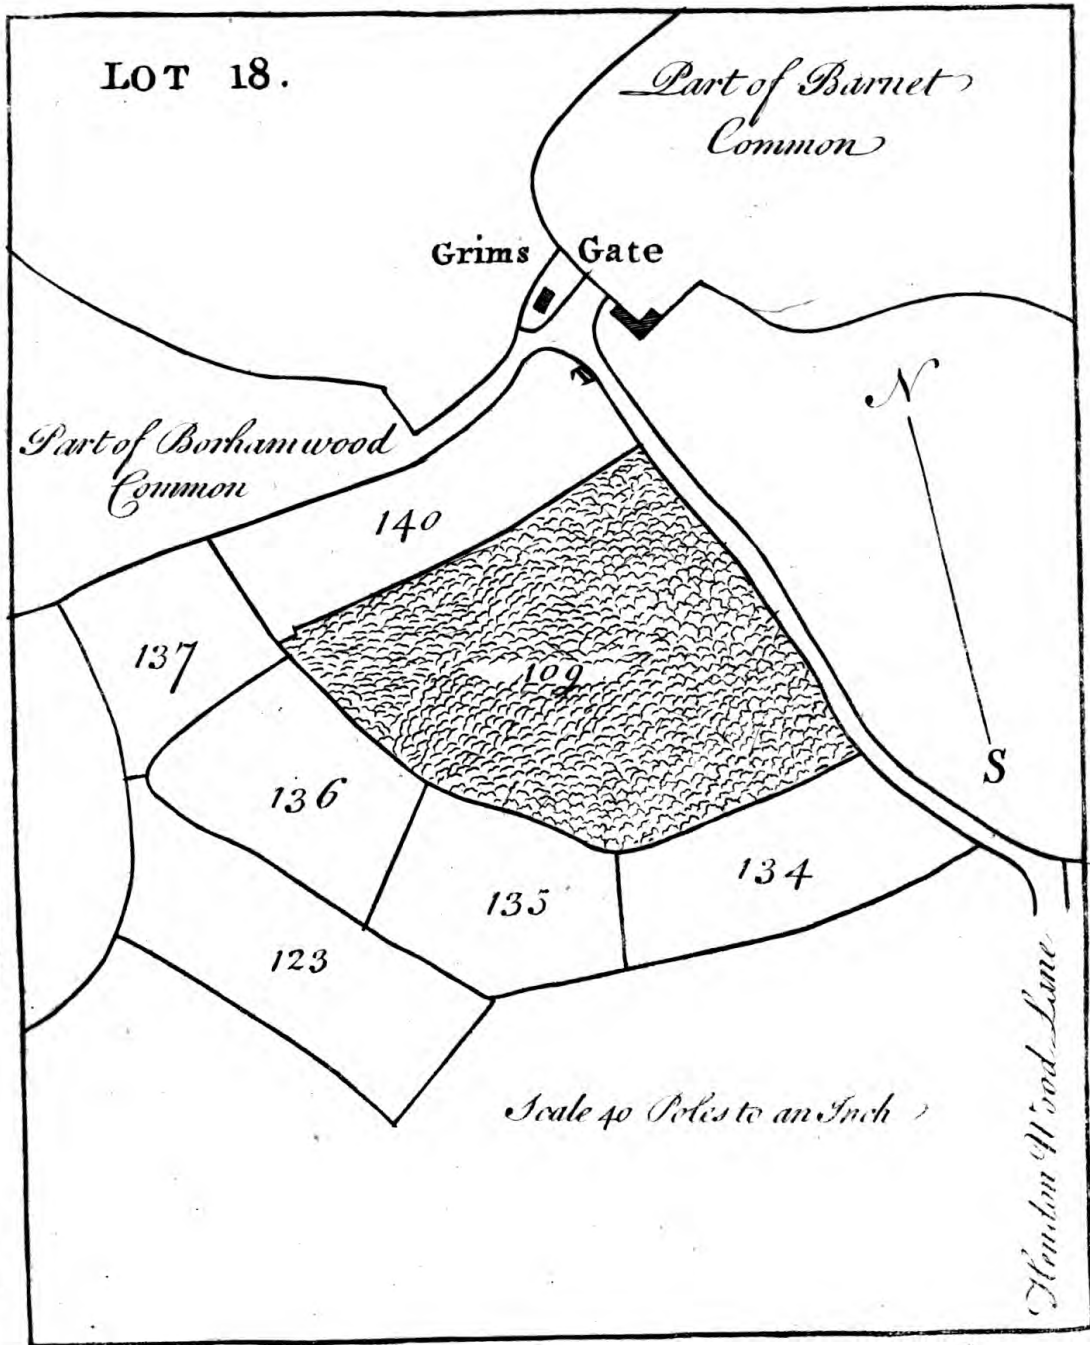 LOT 18.
Part of Barnet
Common
Grims Gate
N
Part of Borhamwood
Common
140
137
109
S
136
134
135
123
Scale 40 Poles to an Inch
Hendon Wood Lane